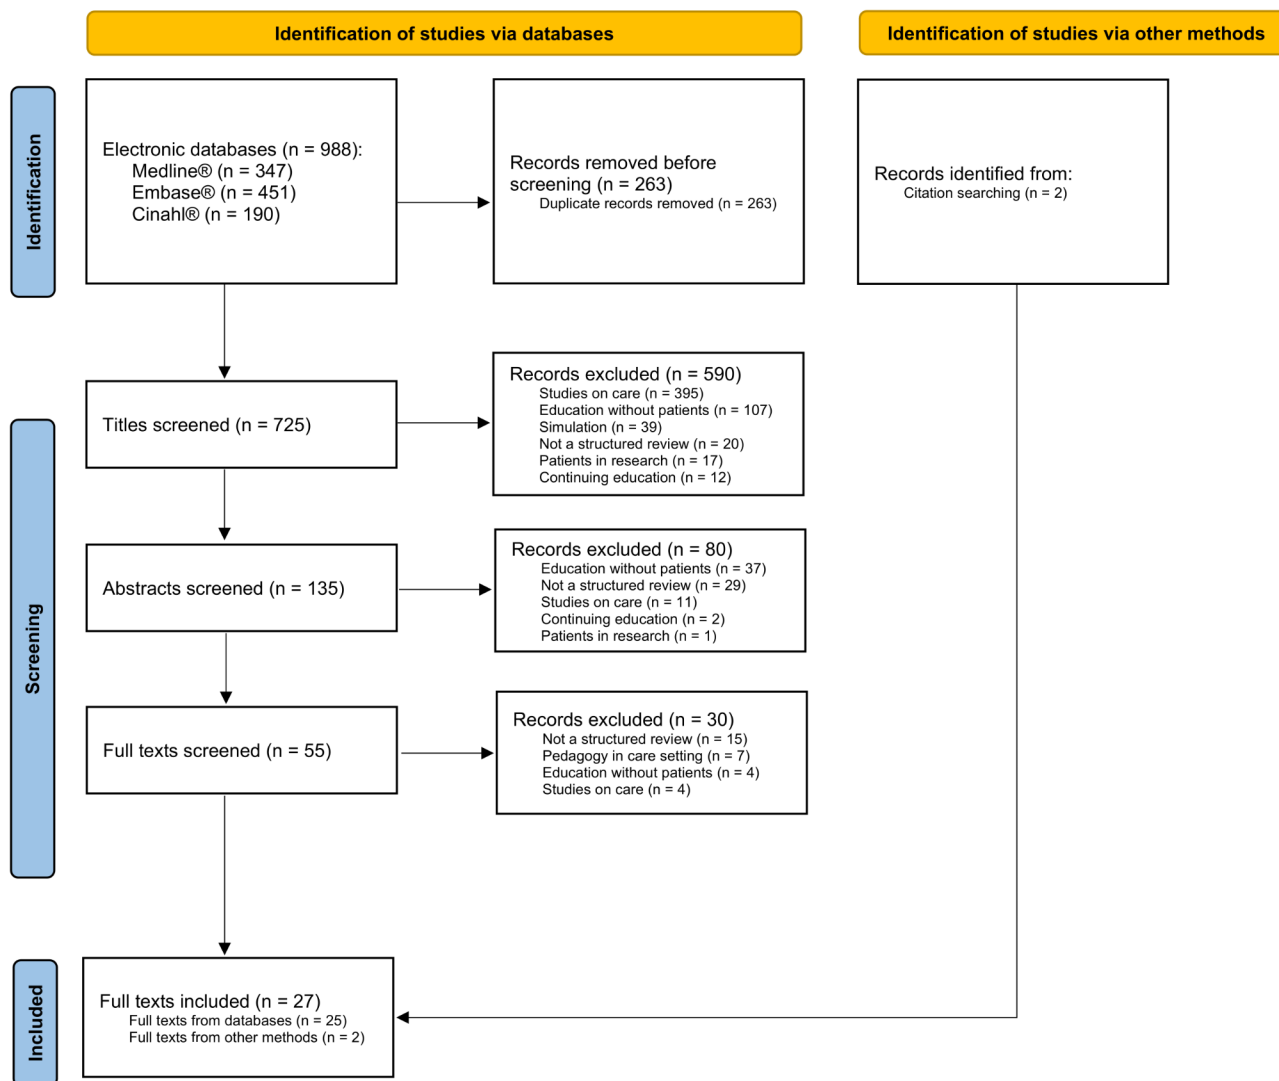 Identification of studies via databases
Identification of studies via other methods
Identification
Electronic databases (n = 988):
Medline® (n = 347)
Embase® (n = 451)
Cinahl® (n = 190)
Records removed before
screening (n = 263)
Duplicate records removed (n = 263)
Records identified from:
Citation searching (n = 2)
Screening
Titles screened (n = 725)
Records excluded (n = 590)
Studies on care (n = 395)
Education without patients (n = 107)
Simulation (n = 39)
Not a structured review (n = 20)
Patients in research (n = 17)
Continuing education (n = 12)
Abstracts screened (n = 135)
Records excluded (n = 80)
Education without patients (n = 37)
Not a structured review (n = 29)
Studies on care (n = 11)
Continuing education (n = 2)
Patients in research (n = 1)
Full texts screened (n = 55)
Records excluded (n = 30)
Not a structured review (n = 15)
Pedagogy in care setting (n = 7)
Education without patients (n = 4)
Studies on care (n = 4)
Included
Full texts included (n = 27)
Full texts from databases (n = 25)
Full texts from other methods (n = 2)